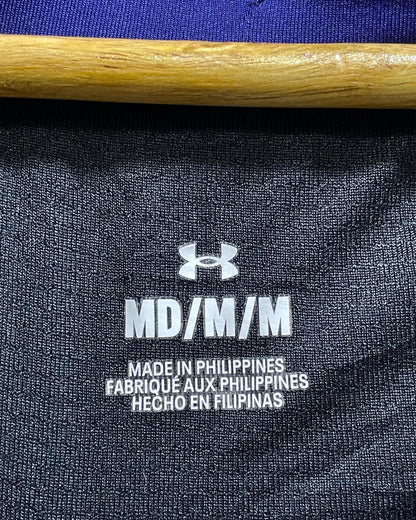 MD/M/M
MADE IN PHILIPPINES
FABRIQUÉ AUX PHILIPPINES
HECHO EN FILIPINAS